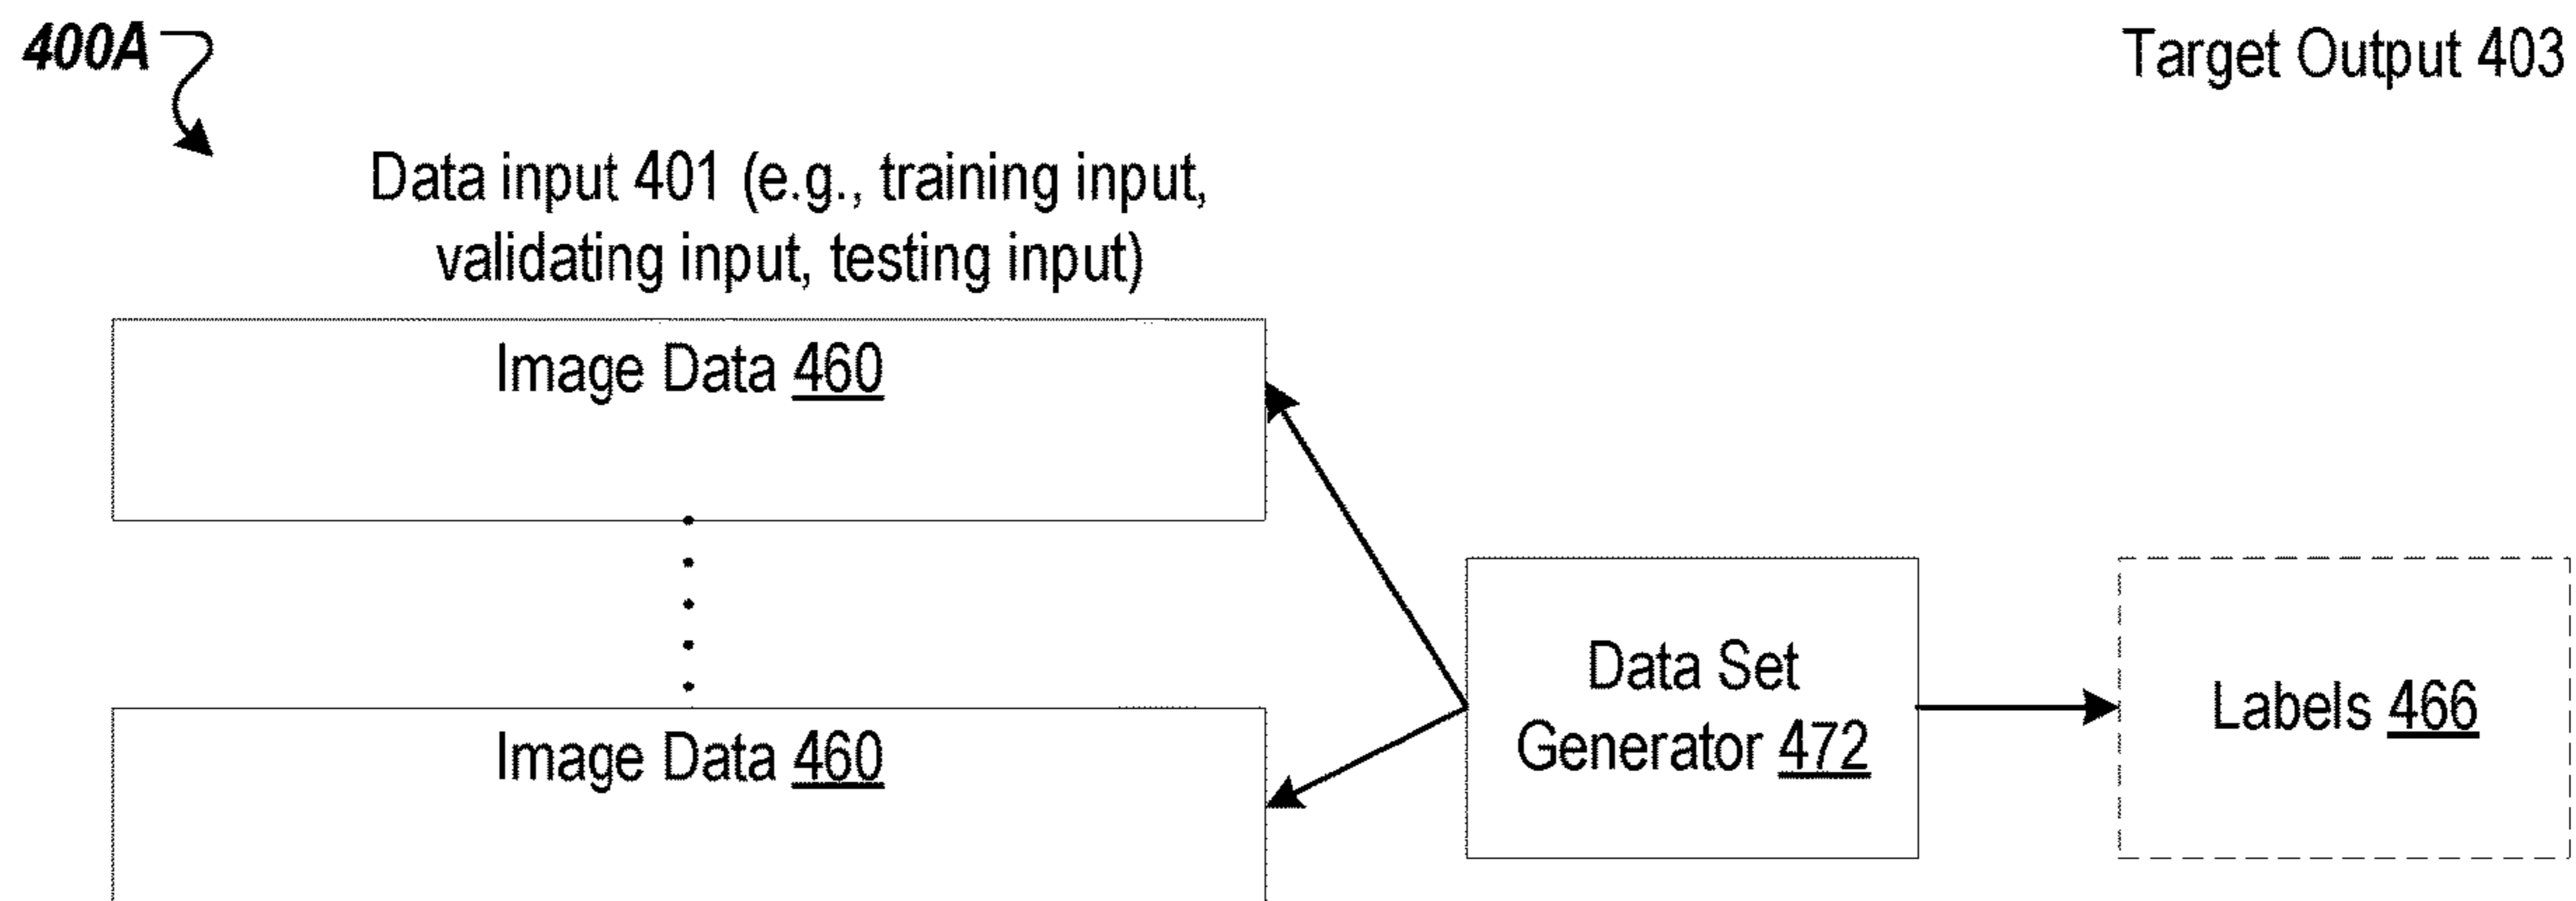 400A
Target Output 403
Data input 401 (e.g., training input,
validating input, testing input)
Image Data 460
Image Data 460
Data Set
Generator 472
Labels 466